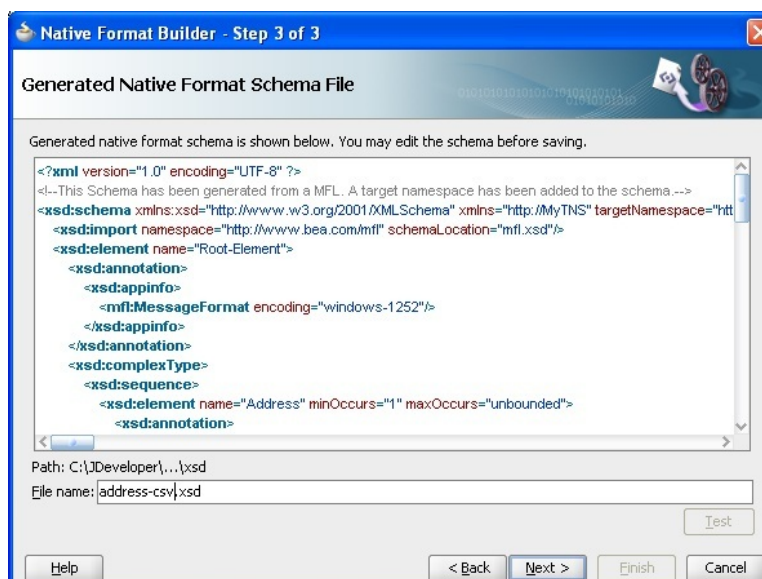 Native Format Builder - Step 3 of 3
Generated Native Format Schema File
Generated native format schema is shown below. You may edit the schema before saving.
<?xml version="1.0" encoding="UTF-8" ?>
<!--This Schema has been generated from a MFL. A target namespace has been added to the schema.-->
<xsd:schema xmlns:xsd="http://www.w3.org/2001/XMLSchema" xmlns="http://MyTNS" targetNamespace="htt
<xsd:import namespace="http://www.bea.com/mfl" schemaLocation="mfl.xsd"/>
<xsd:element name="Root-Element">
<xsd:annotation>
<xsd:appinfo>
<mfl:MessageFormat encoding="windows-1252"/>
</xsd:appinfo>
</xsd:annotation>
<xsd:complexType>
<xsd:sequence>
<xsd:element name="Address" minOccurs="1" maxOccurs="unbounded">
<xsd:annotation>
Path: C:\JDeveloper\...\xsd
File name: address-csv.xsd
Test
Help < Back Next > Finish Cancel